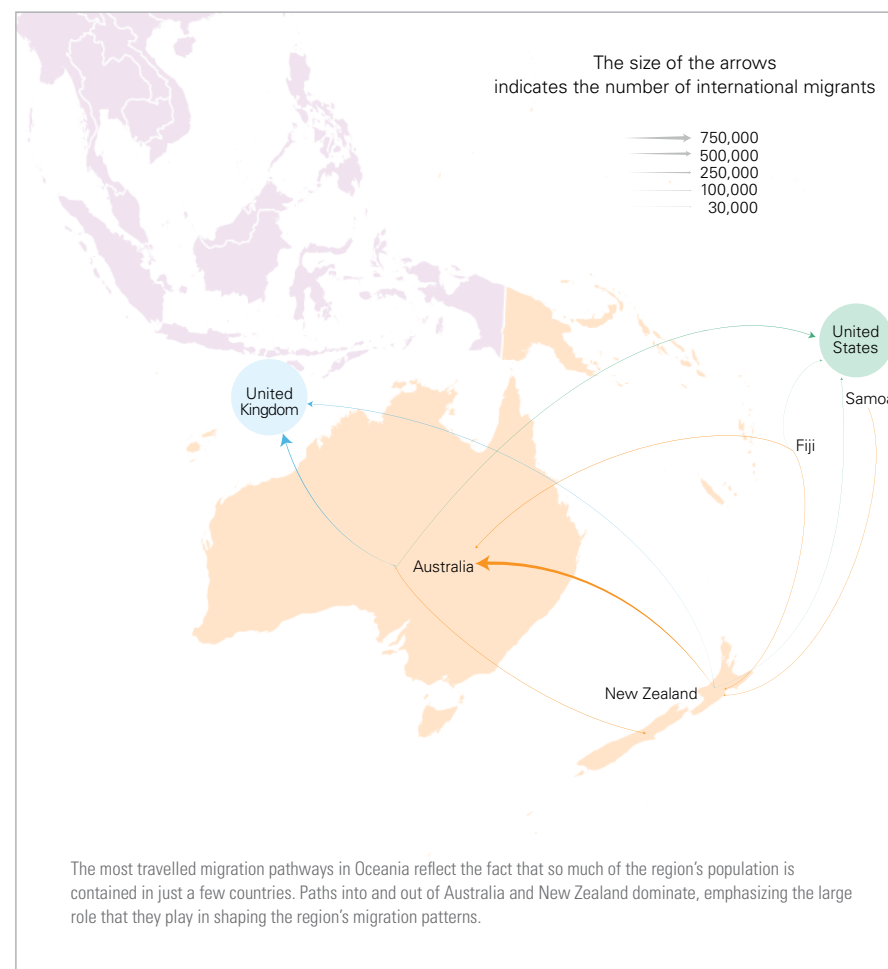 The size of the arrows
indicates the number of international migrants
750,000
500,000
250,000
100,000
30,000
United
States
United
Kingdom
Samoa
Fiji
Australia
New Zealand
The most travelled migration pathways in Oceania reflect the fact that so much of the region’s population is
contained in just a few countries. Paths into and out of Australia and New Zealand dominate, emphasizing the large
role that they play in shaping the region’s migration patterns.